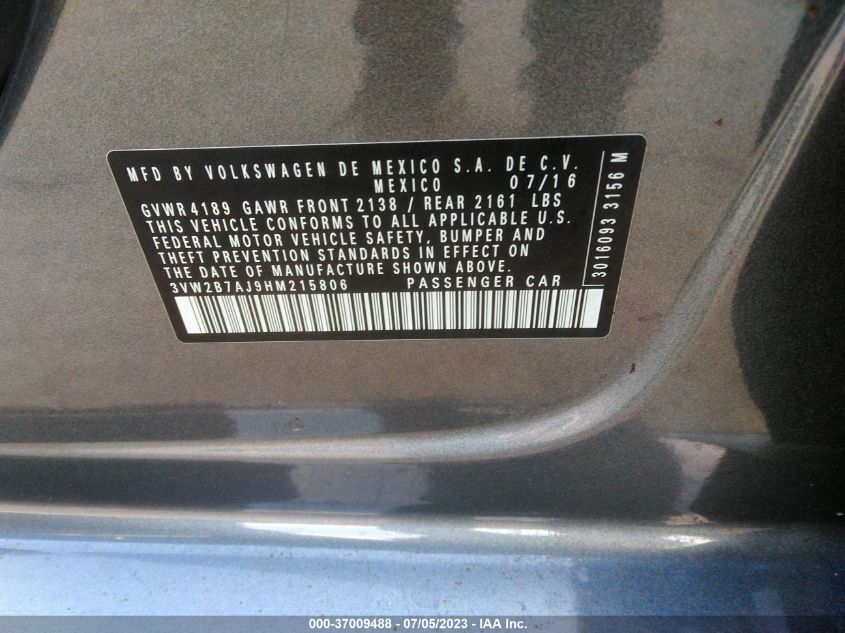 MFD BY VOLKSWAGEN DE MEXICO S.A. DE C.V.
MEXICO 07/16
GVWR 4189 GAWR FRONT 2138 / REAR 2161 LBS
THIS VEHICLE CONFORMS TO ALL APPLICABLE U.S.
FEDERAL MOTOR VEHICLE SAFETY, BUMPER AND
THEFT PREVENTION STANDARDS IN EFFECT ON
THE DATE OF MANUFACTURE SHOWN ABOVE.
3VW2B7AJ9HM215806 PASSENGER CAR
3016093 3156 M
000-37009488 - 07/05/2023 - IAA Inc.